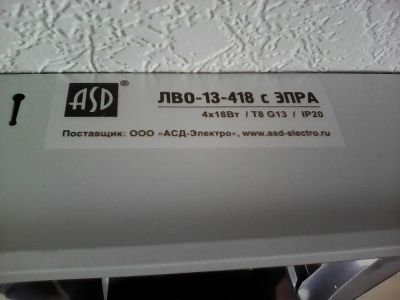 ASD®
ЛВО-13-418 с ЭПРА
4х18Вт / T8 G13 / IP20
Поставщик: ООО «АСД-Электро», www.asd-electro.ru